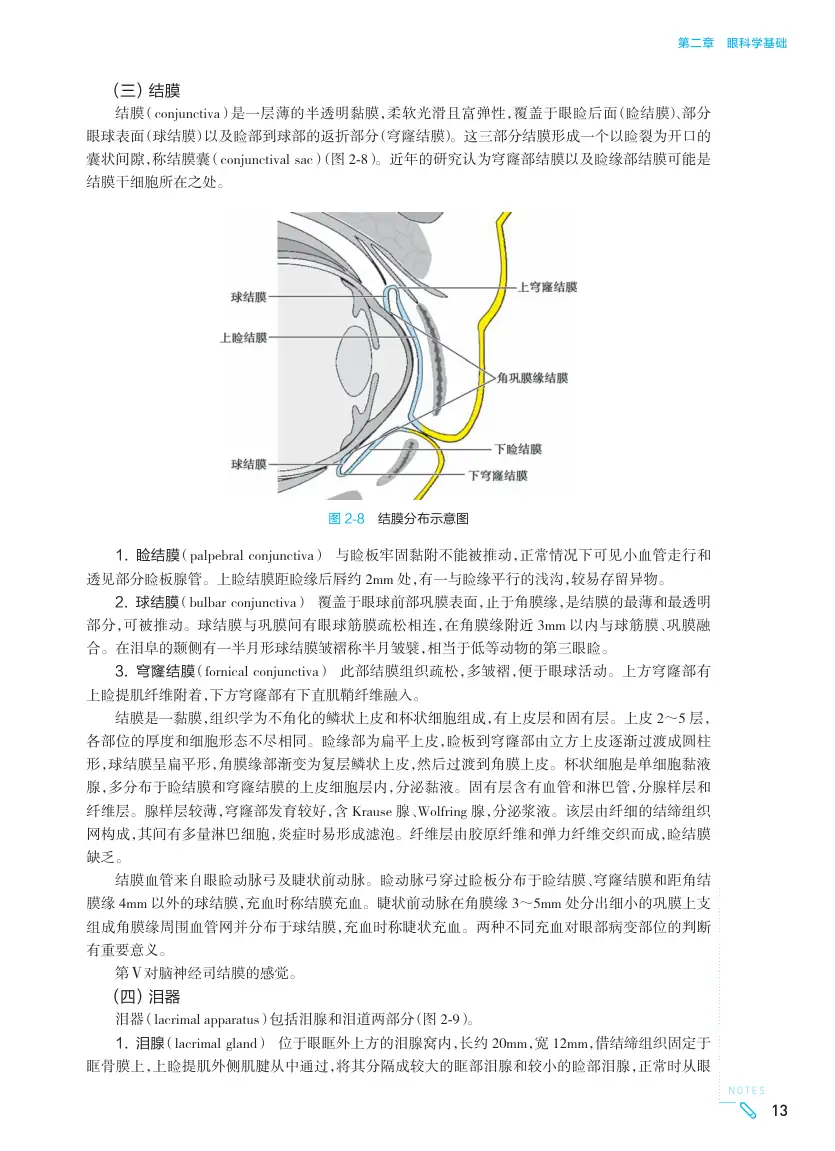 第二章　眼科学基础
（三）结膜
结膜（conjunctiva）是一层薄的半透明黏膜，柔软光滑且富弹性，覆盖于眼睑后面（睑结膜）、部分
眼球表面（球结膜）以及睑部到球部的返折部分（穹窿结膜）。这三部分结膜形成一个以睑裂为开口的
囊状间隙，称结膜囊（conjunctival sac）（图 2-8）。近年的研究认为穹窿部结膜以及睑缘部结膜可能是
结膜干细胞所在之处。
上穹窿结膜
球结膜
上睑结膜
角巩膜缘结膜
下睑结膜
球结膜
下穹窿结膜
图 2-8　结膜分布示意图
1. 睑结膜（palpebral conjunctiva）　与睑板牢固黏附不能被推动，正常情况下可见小血管走行和
透见部分睑板腺管。上睑结膜距睑缘后唇约 2mm 处，有一与睑缘平行的浅沟，较易存留异物。
2. 球结膜（bulbar conjunctiva）　覆盖于眼球前部巩膜表面，止于角膜缘，是结膜的最薄和最透明
部分，可被推动。球结膜与巩膜间有眼球筋膜疏松相连，在角膜缘附近 3mm 以内与球筋膜、巩膜融
合。在泪阜的颞侧有一半月形球结膜皱褶称半月皱襞，相当于低等动物的第三眼睑。
3. 穹窿结膜（fornical conjunctiva）　此部结膜组织疏松，多皱褶，便于眼球活动。上方穹窿部有
上睑提肌纤维附着，下方穹窿部有下直肌鞘纤维融入。
结膜是一黏膜，组织学为不角化的鳞状上皮和杯状细胞组成，有上皮层和固有层。上皮 2～5 层，
各部位的厚度和细胞形态不尽相同。睑缘部为扁平上皮，睑板到穹窿部由立方上皮逐渐过渡成圆柱
形，球结膜呈扁平形，角膜缘部渐变为复层鳞状上皮，然后过渡到角膜上皮。杯状细胞是单细胞黏液
腺，多分布于睑结膜和穹窿结膜的上皮细胞层内，分泌黏液。固有层含有血管和淋巴管，分腺样层和
纤维层。腺样层较薄，穹窿部发育较好，含 Krause 腺、Wolfring 腺，分泌浆液。该层由纤细的结缔组织
网构成，其间有多量淋巴细胞，炎症时易形成滤泡。纤维层由胶原纤维和弹力纤维交织而成，睑结膜
缺乏。
结膜血管来自眼睑动脉弓及睫状前动脉。睑动脉弓穿过睑板分布于睑结膜、穹窿结膜和距角结
膜缘 4mm 以外的球结膜，充血时称结膜充血。睫状前动脉在角膜缘 3～5mm 处分出细小的巩膜上支
组成角膜缘周围血管网并分布于球结膜，充血时称睫状充血。两种不同充血对眼部病变部位的判断
有重要意义。
第Ⅴ对脑神经司结膜的感觉。
（四）泪器
泪器（lacrimal apparatus）包括泪腺和泪道两部分（图 2-9）。
1. 泪腺（lacrimal gland）　位于眼眶外上方的泪腺窝内，长约 20mm，宽 12mm，借结缔组织固定于
眶骨膜上，上睑提肌外侧肌腱从中通过，将其分隔成较大的眶部泪腺和较小的睑部泪腺，正常时从眼
NOTES
13